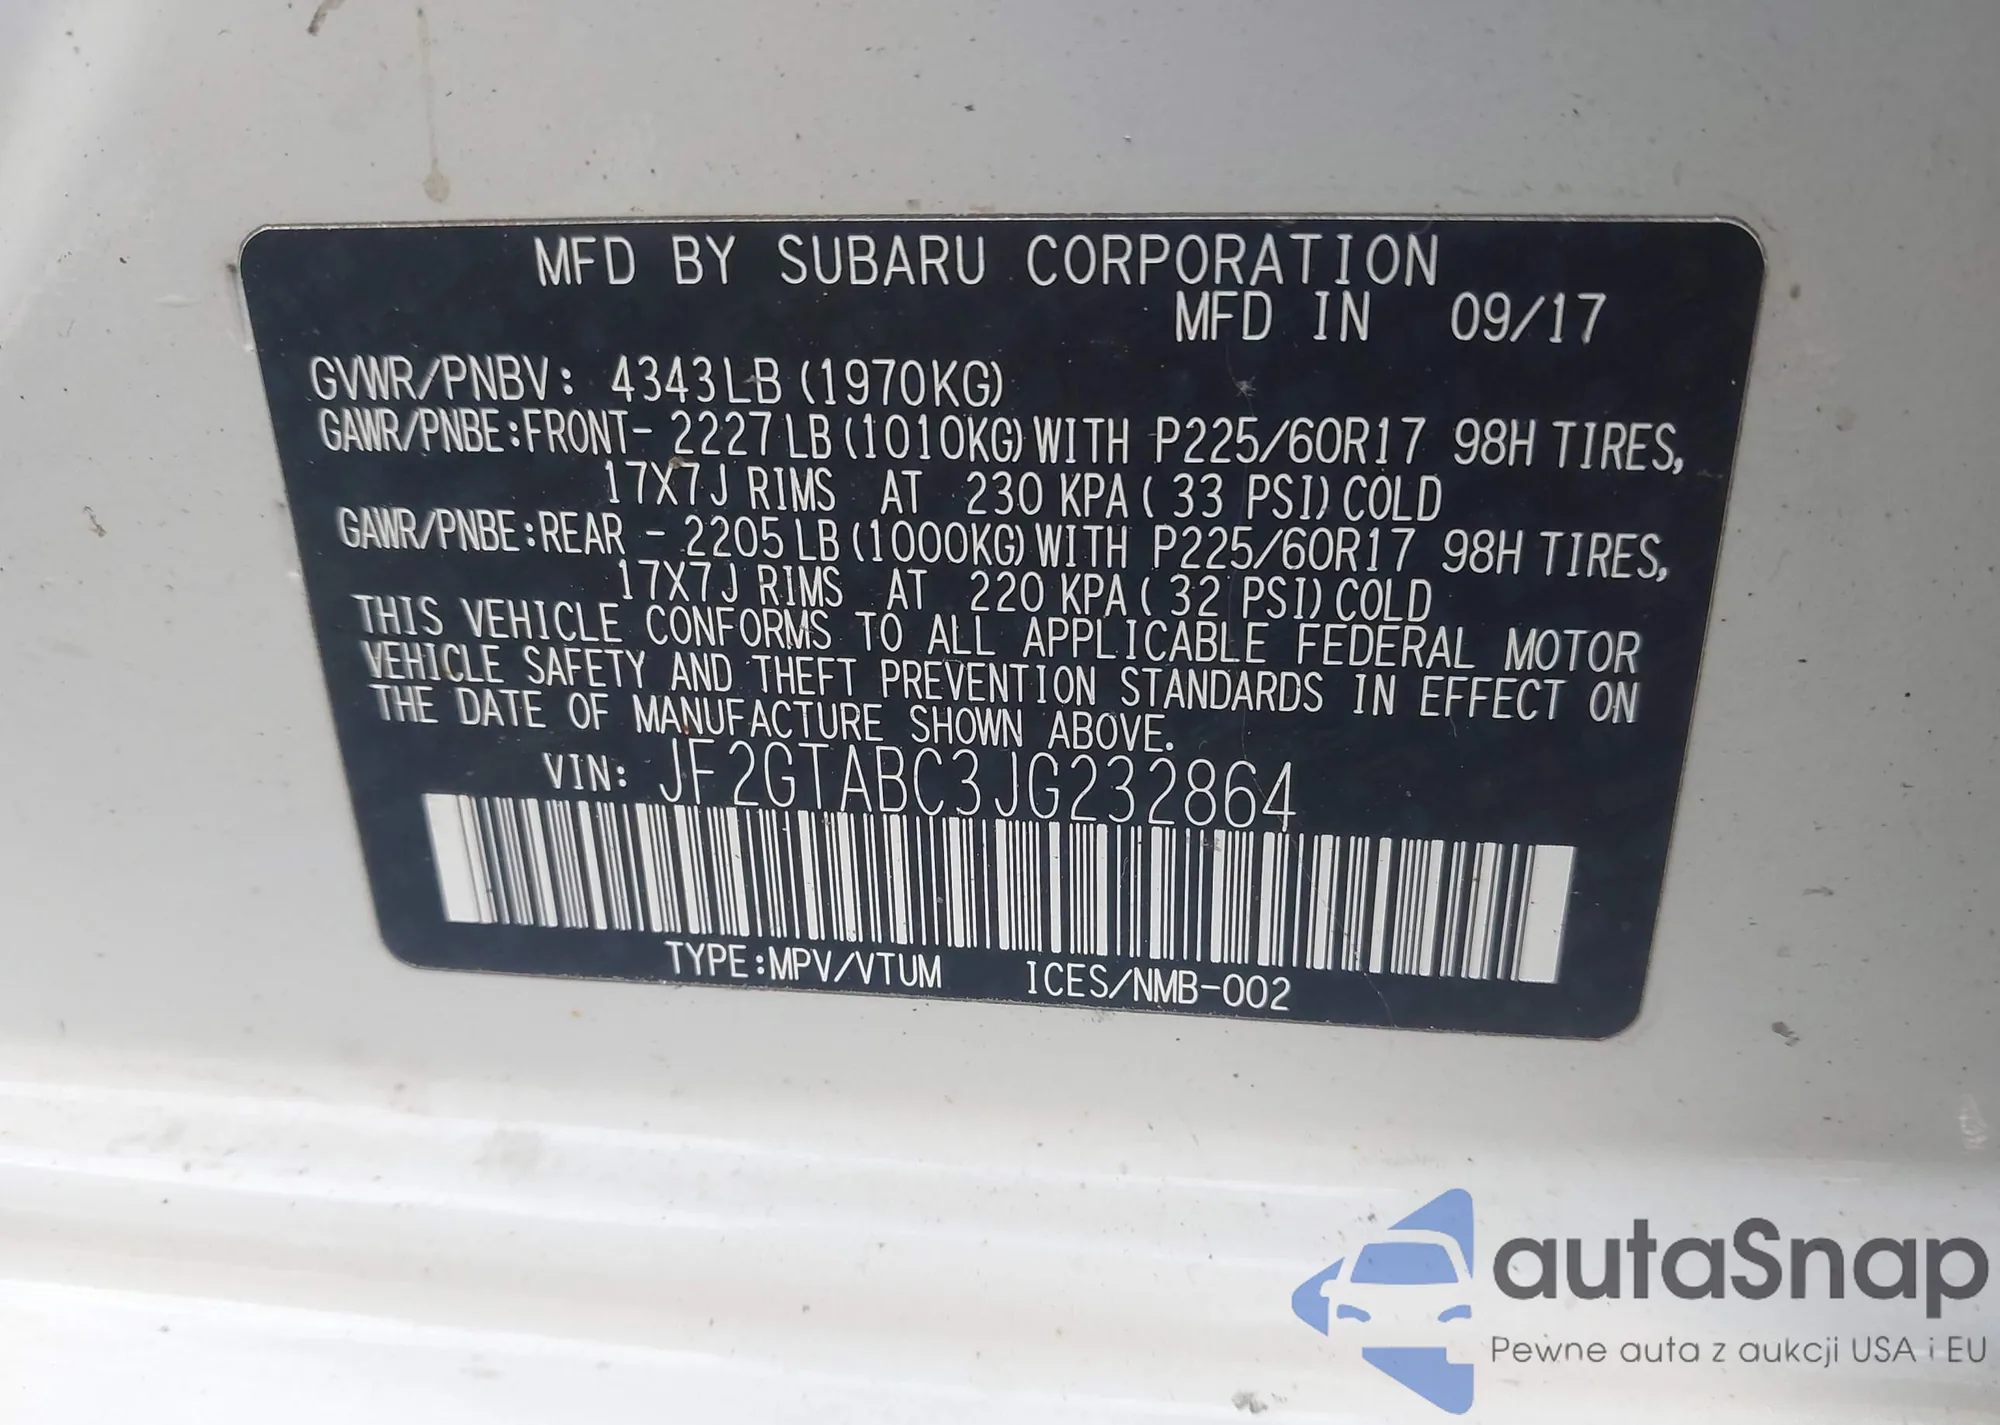 MFD BY SUBARU CORPORATION
MFD IN 09/17
GVWR/PNBV: 4343LB (1970KG)
GAWR/PNBE:FRONT- 2227LB (1010KG) WITH P225/60R17 98H TIRES,
17X7J RIMS AT 230 KPA ( 33 PSI) COLD
GAWR/PNBE:REAR - 2205LB (1000KG) WITH P225/60R17 98H TIRES,
17X7J RIMS AT 220 KPA ( 32 PSI) COLD
THIS VEHICLE CONFORMS TO ALL APPLICABLE FEDERAL MOTOR
VEHICLE SAFETY AND THEFT PREVENTION STANDARDS IN EFFECT ON
THE DATE OF MANUFACTURE SHOWN ABOVE.
VIN: JF2GTABC3JG232864
TYPE:MPV/VTUM ICES/NMB-002
autaSnap
Pewne auta z aukcji USA i EU